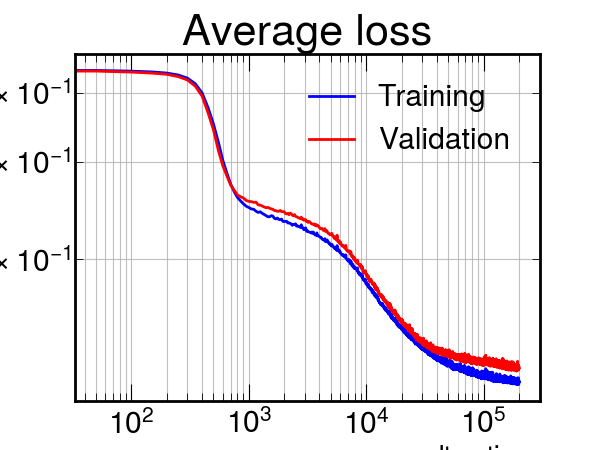 Average loss
× 10⁻¹
Training
Validation
× 10⁻¹
× 10⁻¹
10² 10³ 10⁴ 10⁵